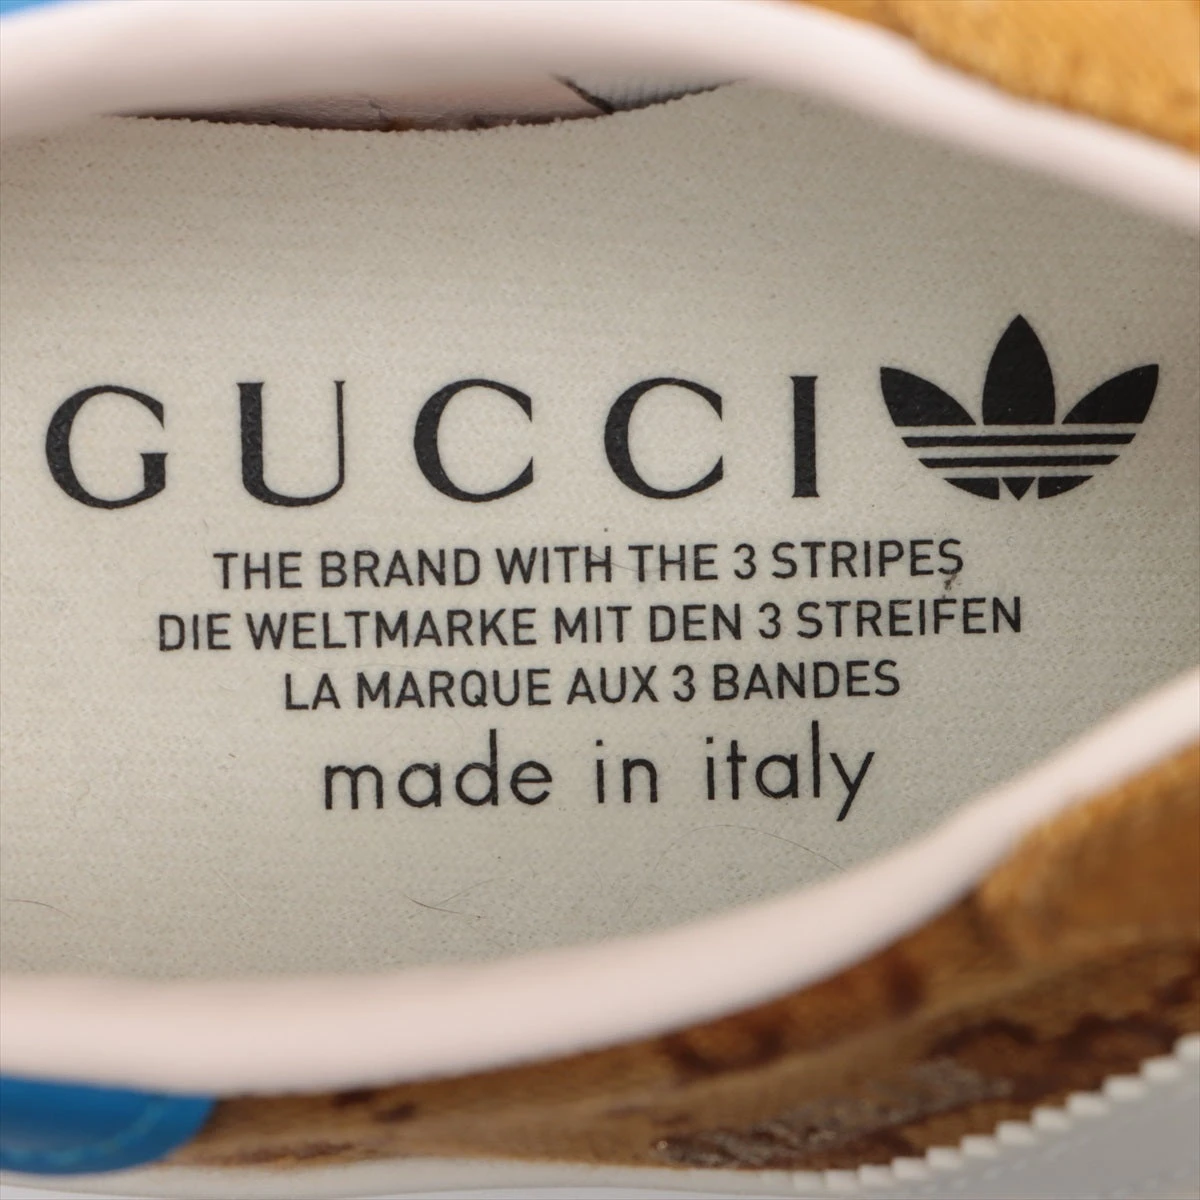 GUCCI
THE BRAND WITH THE 3 STRIPES
DIE WELTMARKE MIT DEN 3 STREIFEN
LA MARQUE AUX 3 BANDES
made in italy